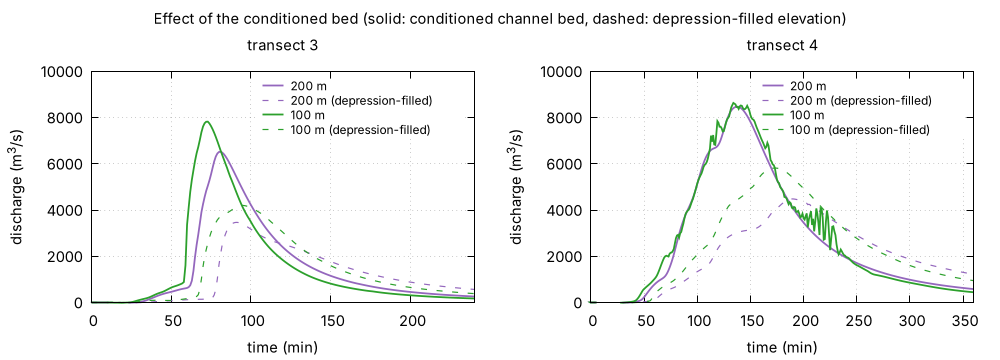 Effect of the conditioned bed (solid: conditioned channel bed, dashed: depression-filled elevation)
transect 3
10000
8000
6000
4000
2000
0
discharge (m³/s)
200 m
200 m (depression-filled)
100 m
100 m (depression-filled)
0 50 100 150 200
time (min)
transect 4
10000
8000
6000
4000
2000
0
discharge (m³/s)
200 m
200 m (depression-filled)
100 m
100 m (depression-filled)
0 50 100 150 200 250 300 350
time (min)